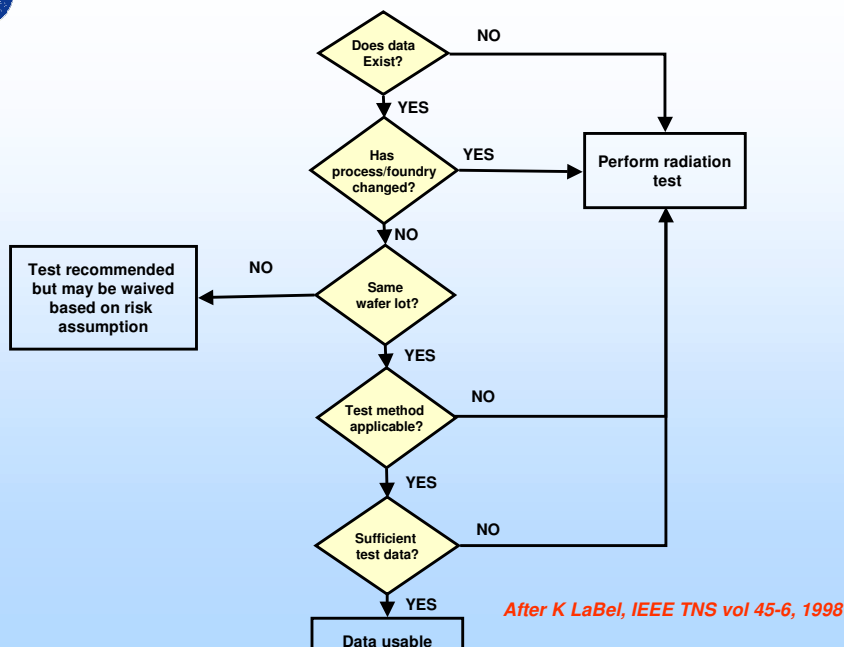 Does data
Exist?
NO
YES
Has
process/foundry
changed?
YES
Perform radiation
test
NO
Test recommended
but may be waived
based on risk
assumption
NO
Same
wafer lot?
YES
Test method
applicable?
NO
YES
Sufficient
test data?
NO
YES
After K LaBel, IEEE TNS vol 45-6, 1998
Data usable